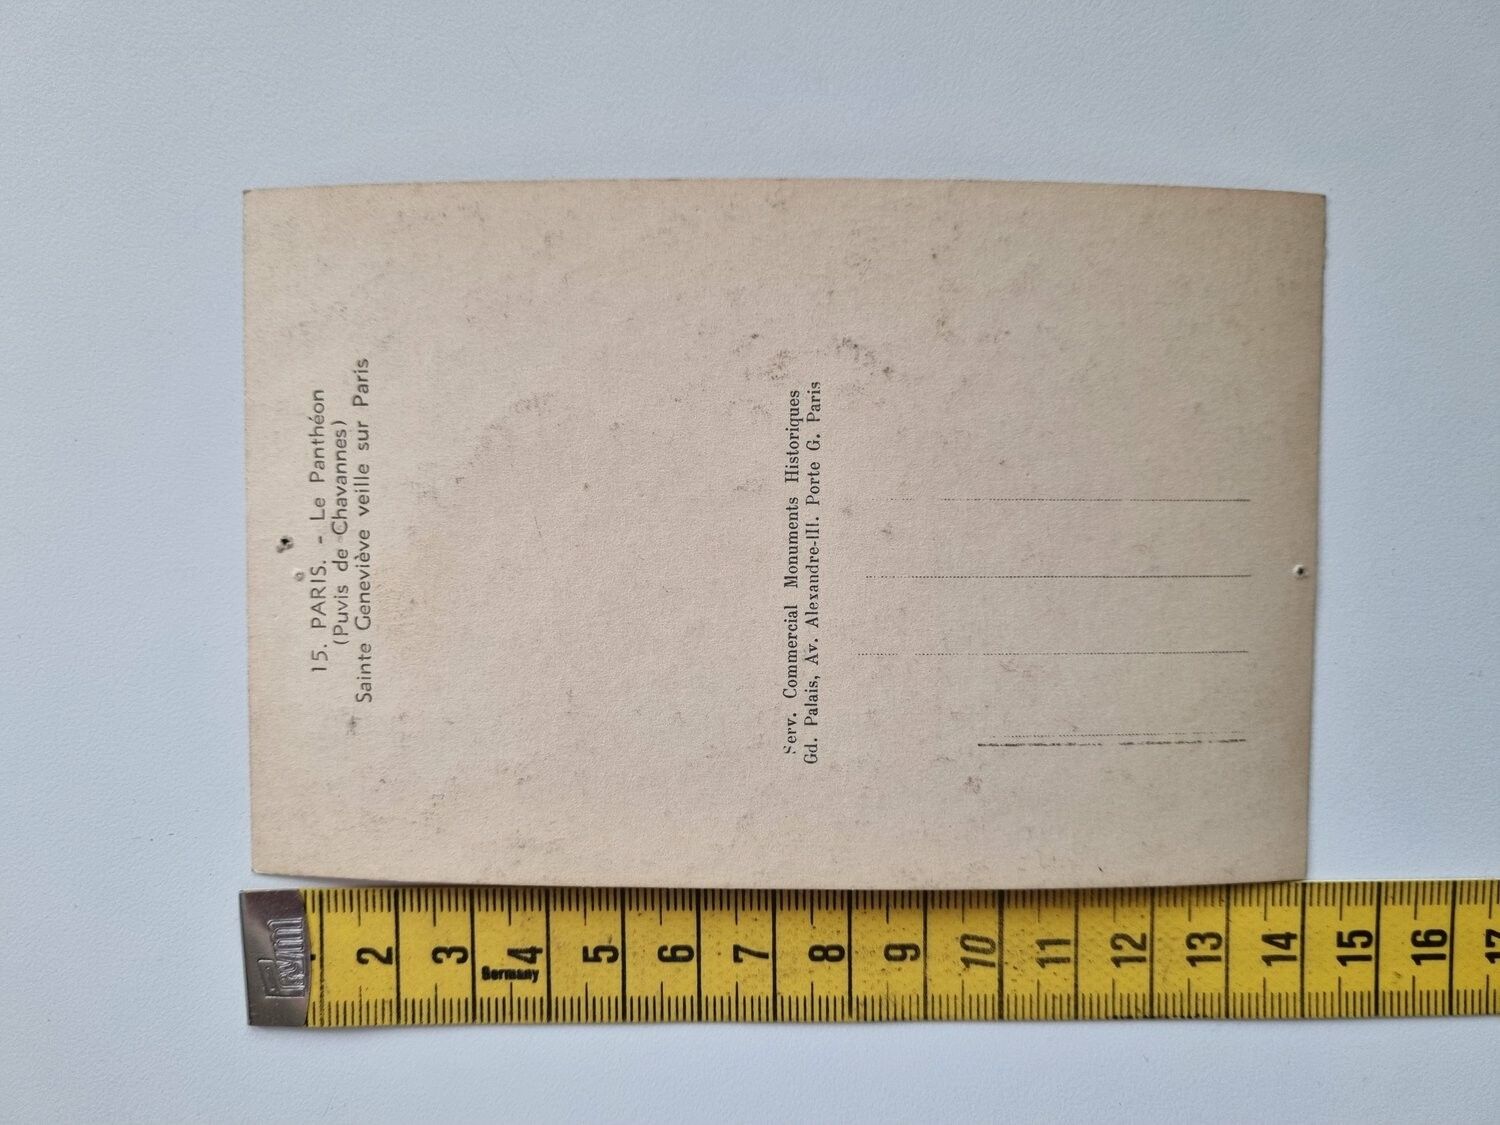 15. PARIS. - Le Panthéon
(Puvis de Chavannes)
Sainte Geneviève veille sur Paris
Serv. Commercial Monuments Historiques
Gd. Palais, Av. Alexandre-III. Porte G. Paris
Prym
2 3 4 5 6 7 8 9 10 11 12 13 14 15 16 17
Germany